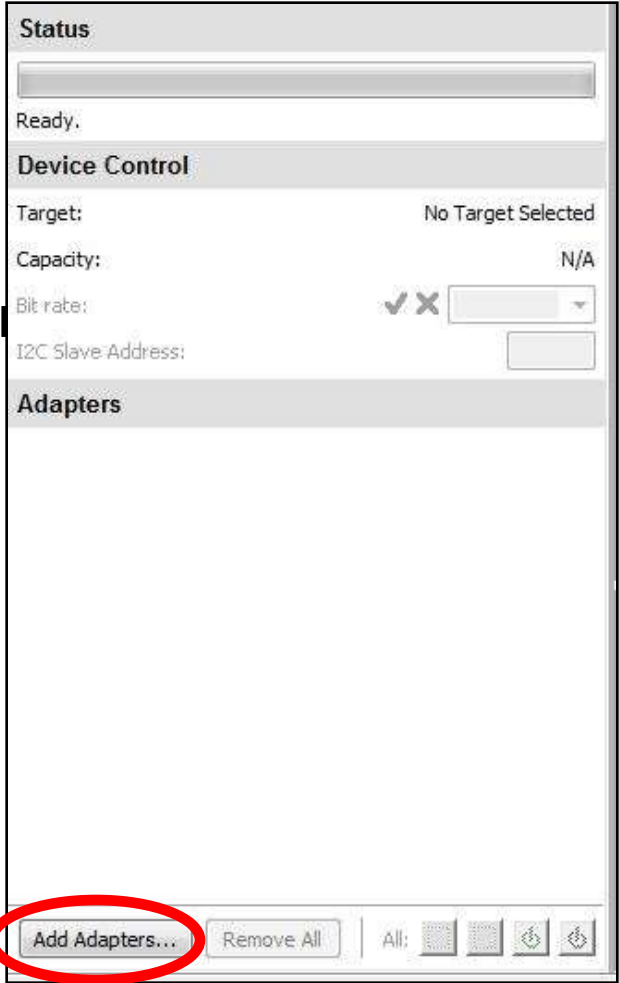 Status
Ready.
Device Control
Target: No Target Selected
Capacity: N/A
Bit rate:
I2C Slave Address:
Adapters
Add Adapters... Remove All All: